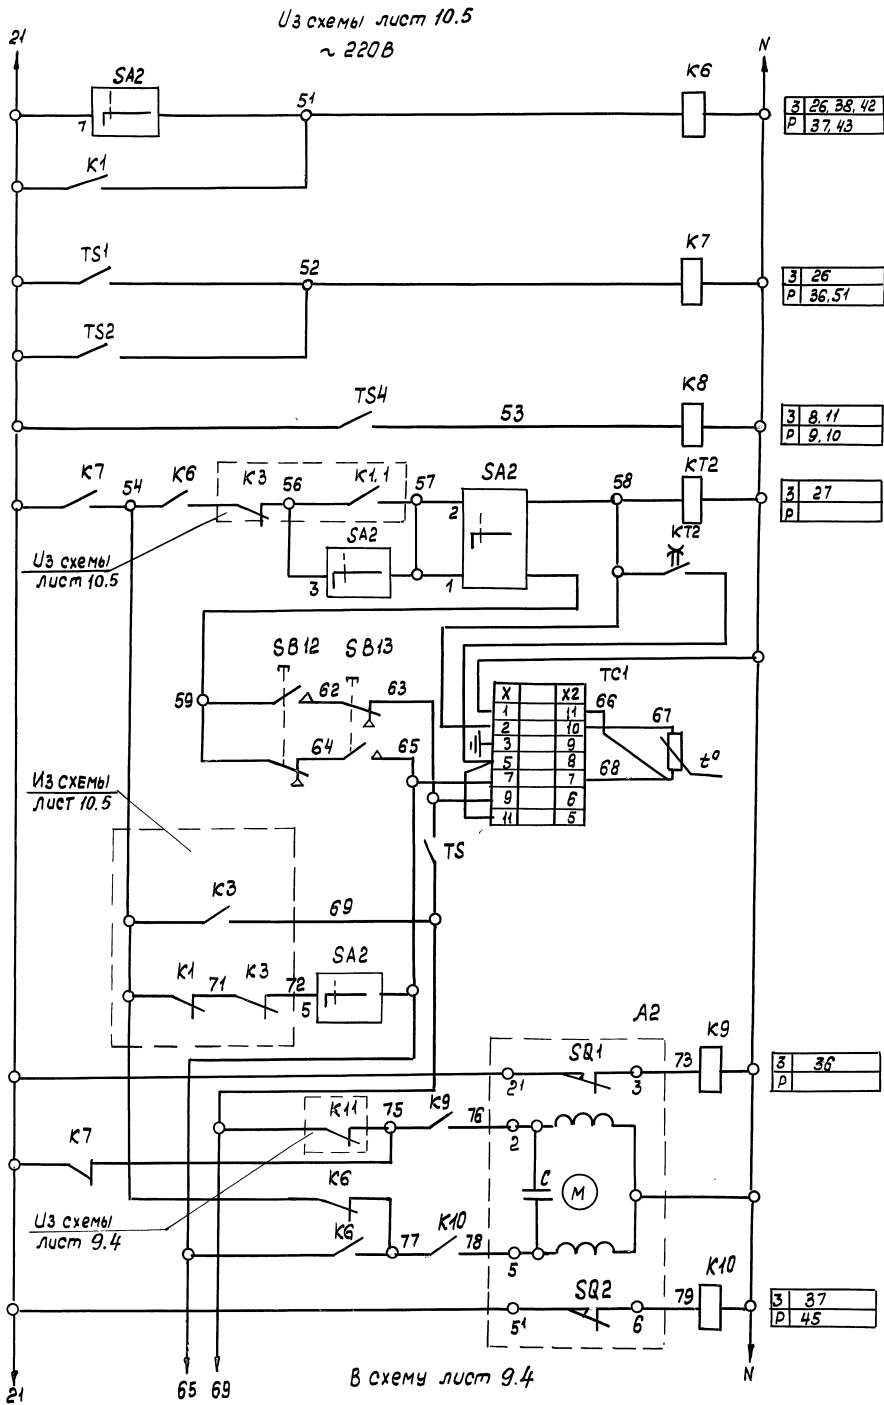 Из схемы лист 10.5
~ 220В
21
N
SA2
7
51
K6
З 26, 38, 42
Р 37, 43
K1
TS1
52
K7
З 26
Р 36, 51
TS2
TS4
53
K8
З 8, 11
Р 9, 10
K7
54
K6
K3
56
K1.1
57
SA2
2
1
58
KT2
З 27
Р
KT2
Из схемы
лист 10.5
SA2
3
SB12
SB13
59
62
63
64
65
TC1
X X2
1 11
2 10
3 9
5 8
7 7
9 6
11 5
66
67
68
t°
Из схемы
лист 10.5
TS
K3
69
K1
71
K3
72
5
SA2
A2
21
SQ1
3
73
K9
З 36
Р
K11
75
K9
76
2
C
M
K7
Из схемы
лист 9.4
K6
K6
77
K10
78
5
SQ2
51
6
79
K10
З 37
Р 45
21
65
69
В схему лист 9.4
N